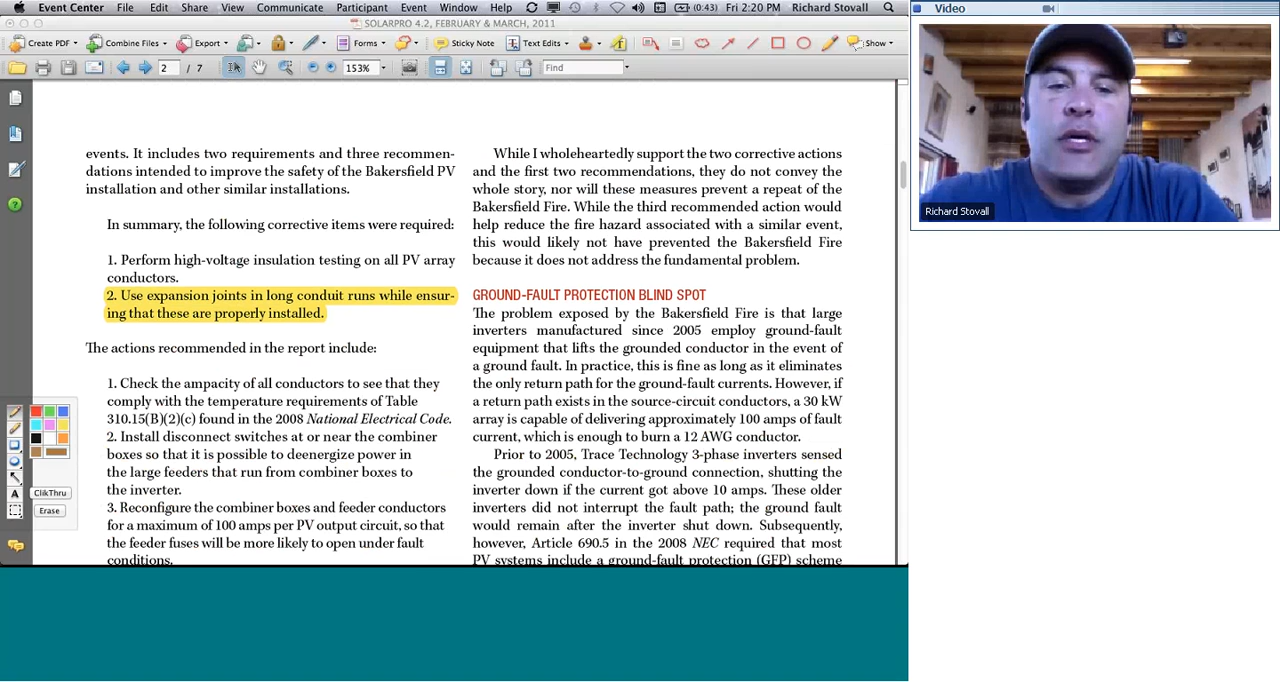 Event Center File Edit Share View Communicate Participant Event Window Help (0:43) Fri 2:20 PM Richard Stovall
SOLARPRO 4.2, FEBRUARY & MARCH, 2011
Create PDF Combine Files Export Forms Sticky Note Text Edits Show
2 / 7 153% Find
events. It includes two requirements and three recommen-
dations intended to improve the safety of the Bakersfield PV
installation and other similar installations.
In summary, the following corrective items were required:
1. Perform high-voltage insulation testing on all PV array
conductors.
2. Use expansion joints in long conduit runs while ensur-
ing that these are properly installed.
The actions recommended in the report include:
1. Check the ampacity of all conductors to see that they
comply with the temperature requirements of Table
310.15(B)(2)(c) found in the 2008 National Electrical Code.
2. Install disconnect switches at or near the combiner
boxes so that it is possible to deenergize power in
the large feeders that run from combiner boxes to
the inverter.
3. Reconfigure the combiner boxes and feeder conductors
for a maximum of 100 amps per PV output circuit, so that
the feeder fuses will be more likely to open under fault
conditions.
While I wholeheartedly support the two corrective actions
and the first two recommendations, they do not convey the
whole story, nor will these measures prevent a repeat of the
Bakersfield Fire. While the third recommended action would
help reduce the fire hazard associated with a similar event,
this would likely not have prevented the Bakersfield Fire
because it does not address the fundamental problem.
GROUND-FAULT PROTECTION BLIND SPOT
The problem exposed by the Bakersfield Fire is that large
inverters manufactured since 2005 employ ground-fault
equipment that lifts the grounded conductor in the event of
a ground fault. In practice, this is fine as long as it eliminates
the only return path for the ground-fault currents. However, if
a return path exists in the source-circuit conductors, a 30 kW
array is capable of delivering approximately 100 amps of fault
current, which is enough to burn a 12 AWG conductor.
Prior to 2005, Trace Technology 3-phase inverters sensed
the grounded conductor-to-ground connection, shutting the
inverter down if the current got above 10 amps. These older
inverters did not interrupt the fault path; the ground fault
would remain after the inverter shut down. Subsequently,
however, Article 690.5 in the 2008 NEC required that most
PV systems include a ground-fault protection (GFP) scheme
A
ClikThru
Erase
Video
Richard Stovall